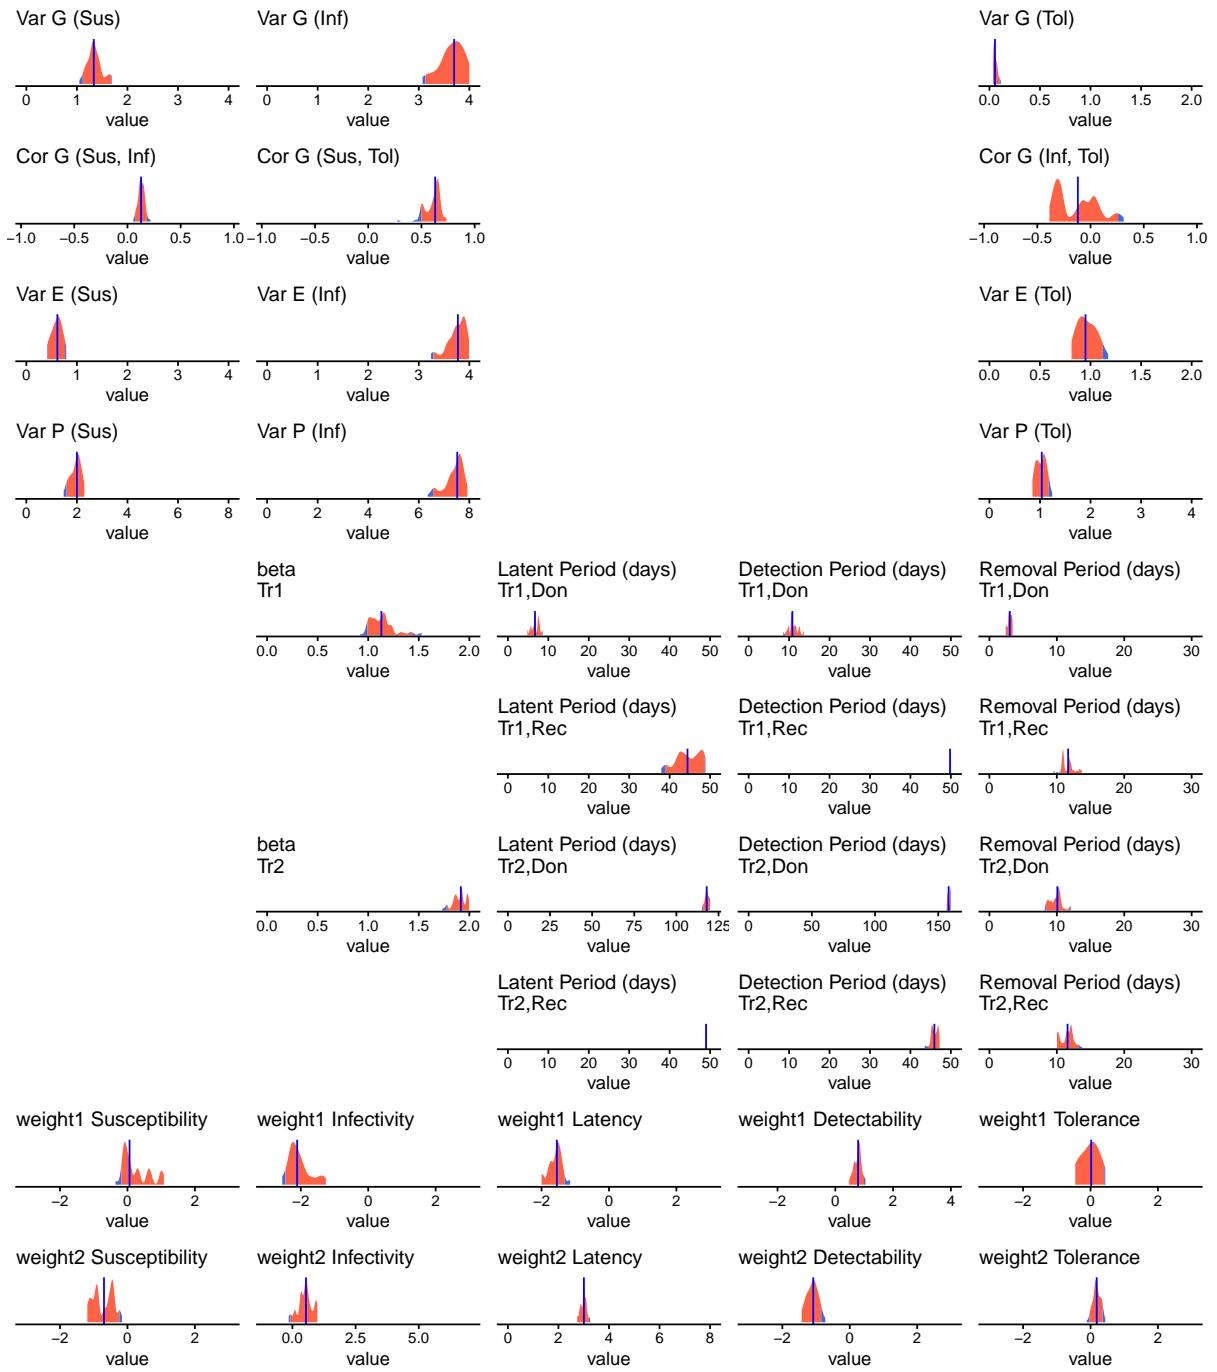 Var G (Sus) Var G (Inf) Var G (Tol)
0 1 2 3 4 0 1 2 3 4 0.0 0.5 1.0 1.5 2.0
value value value
Cor G (Sus, Inf) Cor G (Sus, Tol) Cor G (Inf, Tol)
−1.0 −0.5 0.0 0.5 1.0 −1.0 −0.5 0.0 0.5 1.0 −1.0 −0.5 0.0 0.5 1.0
value value value
Var E (Sus) Var E (Inf) Var E (Tol)
0 1 2 3 4 0 1 2 3 4 0.0 0.5 1.0 1.5 2.0
value value value
Var P (Sus) Var P (Inf) Var P (Tol)
0 2 4 6 8 0 2 4 6 8 0 1 2 3 4
value value value
beta Latent Period (days) Detection Period (days) Removal Period (days)
Tr1 Tr1,Don Tr1,Don Tr1,Don
0.0 0.5 1.0 1.5 2.0 0 10 20 30 40 50 0 10 20 30 40 50 0 10 20 30
value value value value
Latent Period (days) Detection Period (days) Removal Period (days)
Tr1,Rec Tr1,Rec Tr1,Rec
0 10 20 30 40 50 0 10 20 30 40 50 0 10 20 30
value value value
beta Latent Period (days) Detection Period (days) Removal Period (days)
Tr2 Tr2,Don Tr2,Don Tr2,Don
0.0 0.5 1.0 1.5 2.0 0 25 50 75 100 125 0 50 100 150 0 10 20 30
value value value value
Latent Period (days) Detection Period (days) Removal Period (days)
Tr2,Rec Tr2,Rec Tr2,Rec
0 10 20 30 40 50 0 10 20 30 40 50 0 10 20 30
value value value
weight1 Susceptibility weight1 Infectivity weight1 Latency weight1 Detectability weight1 Tolerance
−2 0 2 −2 0 2 −2 0 2 −2 0 2 4 −2 0 2
value value value value value
weight2 Susceptibility weight2 Infectivity weight2 Latency weight2 Detectability weight2 Tolerance
−2 0 2 0.0 2.5 5.0 0 2 4 6 8 −2 0 2 −2 0 2
value value value value value